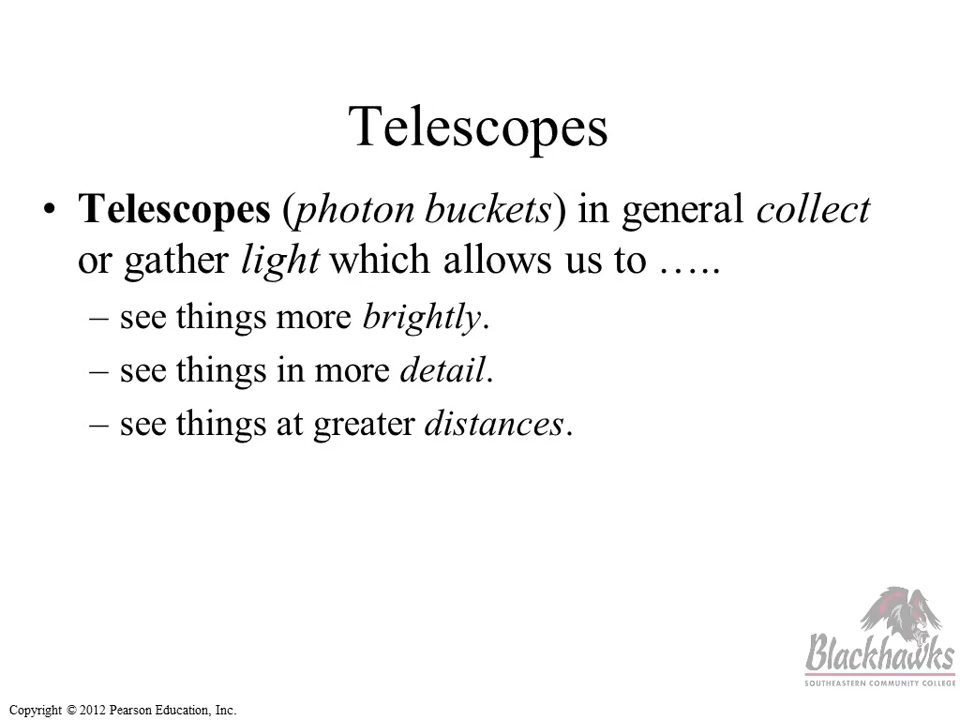 Telescopes
• Telescopes (photon buckets) in general collect
or gather light which allows us to …..
– see things more brightly.
– see things in more detail.
– see things at greater distances.
Blackhawks
SOUTHEASTERN COMMUNITY COLLEGE
Copyright © 2012 Pearson Education, Inc.